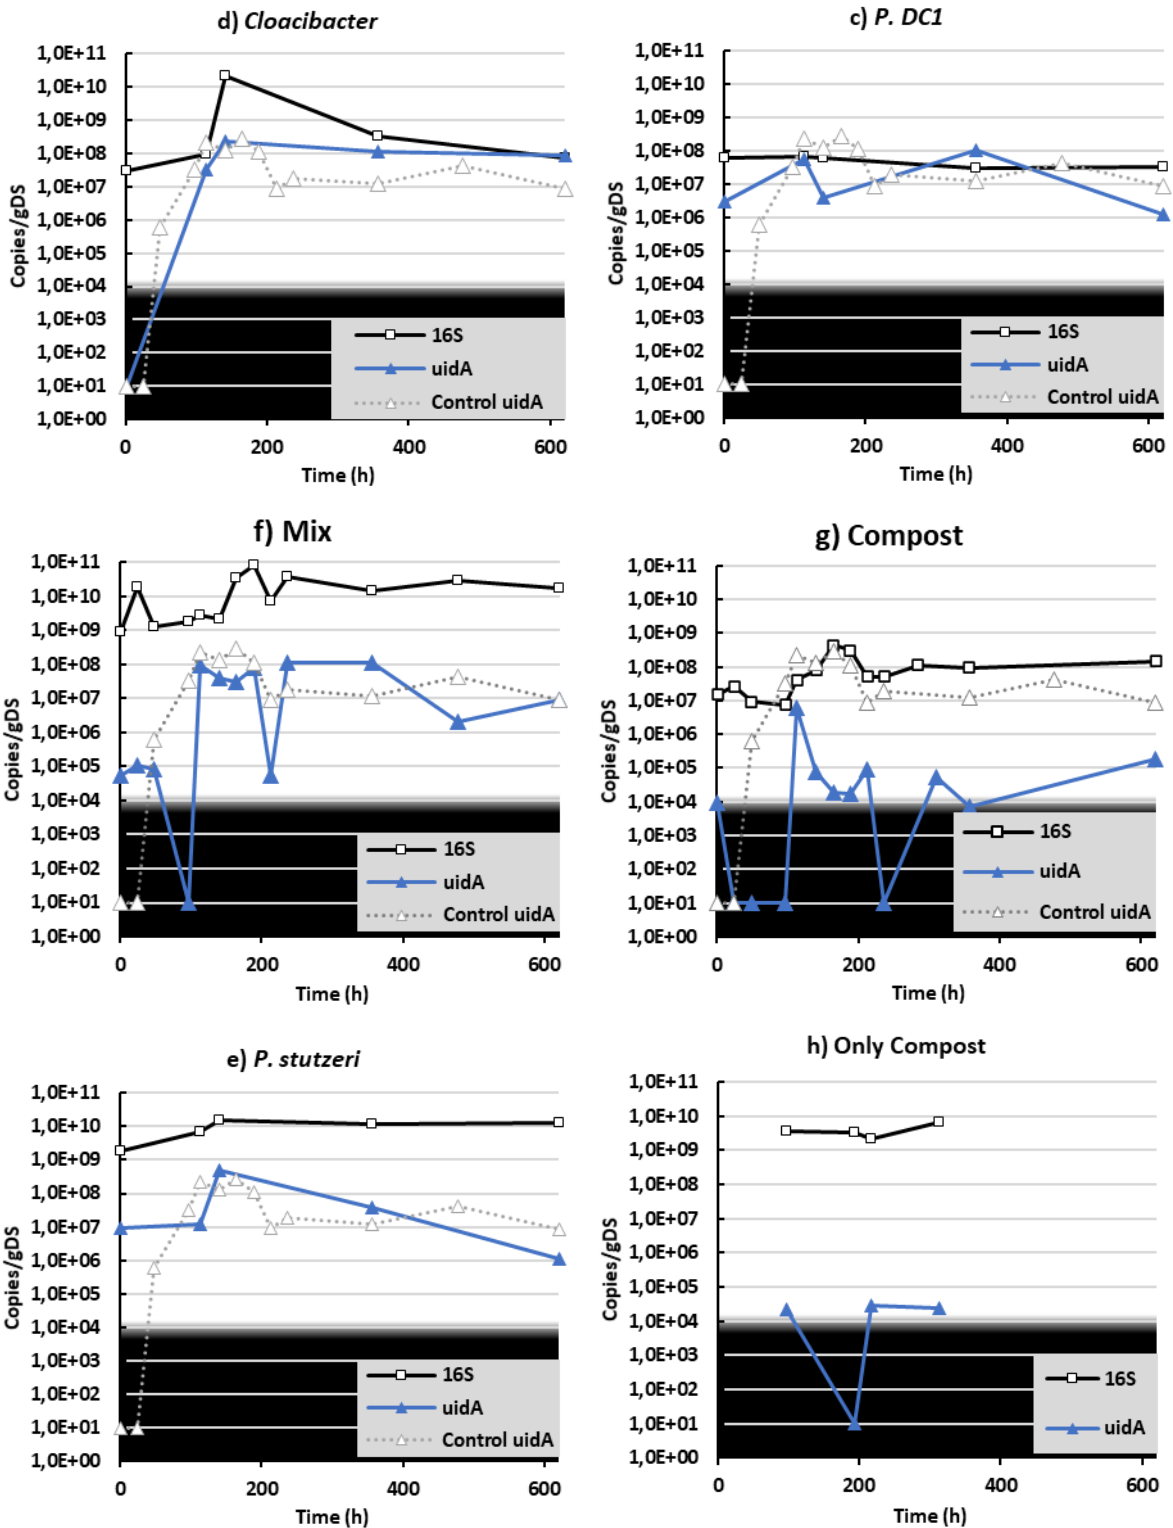 d) Cloacibacter
1,0E+11
1,0E+10
1,0E+09
1,0E+08
1,0E+07
1,0E+06
1,0E+05
1,0E+04
1,0E+03
1,0E+02
1,0E+01
1,0E+00
Copies/gDS
16S
uidA
Control uidA
0 200 400 600
Time (h)
c) P. DC1
1,0E+11
1,0E+10
1,0E+09
1,0E+08
1,0E+07
1,0E+06
1,0E+05
1,0E+04
1,0E+03
1,0E+02
1,0E+01
1,0E+00
Copies/gDS
16S
uidA
Control uidA
0 200 400 600
Time (h)
f) Mix
1,0E+11
1,0E+10
1,0E+09
1,0E+08
1,0E+07
1,0E+06
1,0E+05
1,0E+04
1,0E+03
1,0E+02
1,0E+01
1,0E+00
Copies/gDS
16S
uidA
Control uidA
0 200 400 600
Time (h)
g) Compost
1,0E+11
1,0E+10
1,0E+09
1,0E+08
1,0E+07
1,0E+06
1,0E+05
1,0E+04
1,0E+03
1,0E+02
1,0E+01
1,0E+00
Copies/gDS
16S
uidA
Control uidA
0 200 400 600
Time (h)
e) P. stutzeri
1,0E+11
1,0E+10
1,0E+09
1,0E+08
1,0E+07
1,0E+06
1,0E+05
1,0E+04
1,0E+03
1,0E+02
1,0E+01
1,0E+00
Copies/gDS
16S
uidA
Control uidA
0 200 400 600
Time (h)
h) Only Compost
1,0E+11
1,0E+10
1,0E+09
1,0E+08
1,0E+07
1,0E+06
1,0E+05
1,0E+04
1,0E+03
1,0E+02
1,0E+01
1,0E+00
Copies/gDS
16S
uidA
0 200 400 600
Time (h)